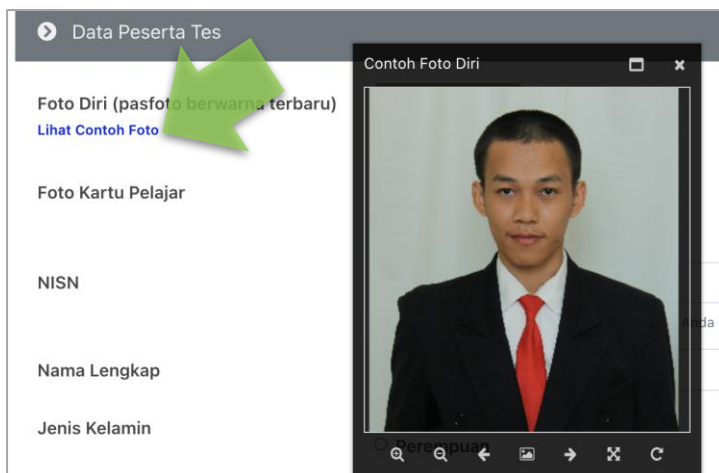 Data Peserta Tes
Contoh Foto Diri
Foto Diri (pasfoto berwarna terbaru)
Lihat Contoh Foto
Foto Kartu Pelajar
NISN
Anda
Nama Lengkap
Jenis Kelamin
Perempuan